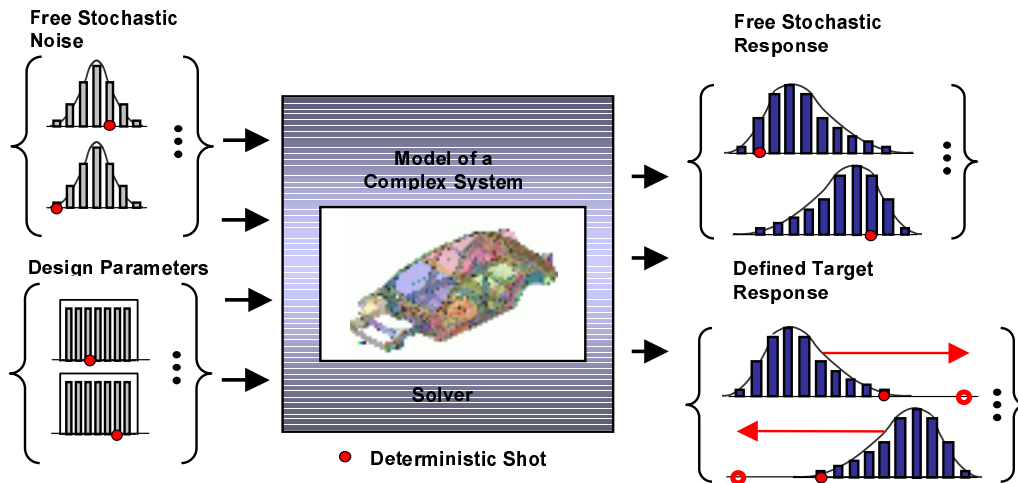 Free Stochastic
Noise
Design Parameters
Model of a
Complex System
Solver
Deterministic Shot
Free Stochastic
Response
Defined Target
Response